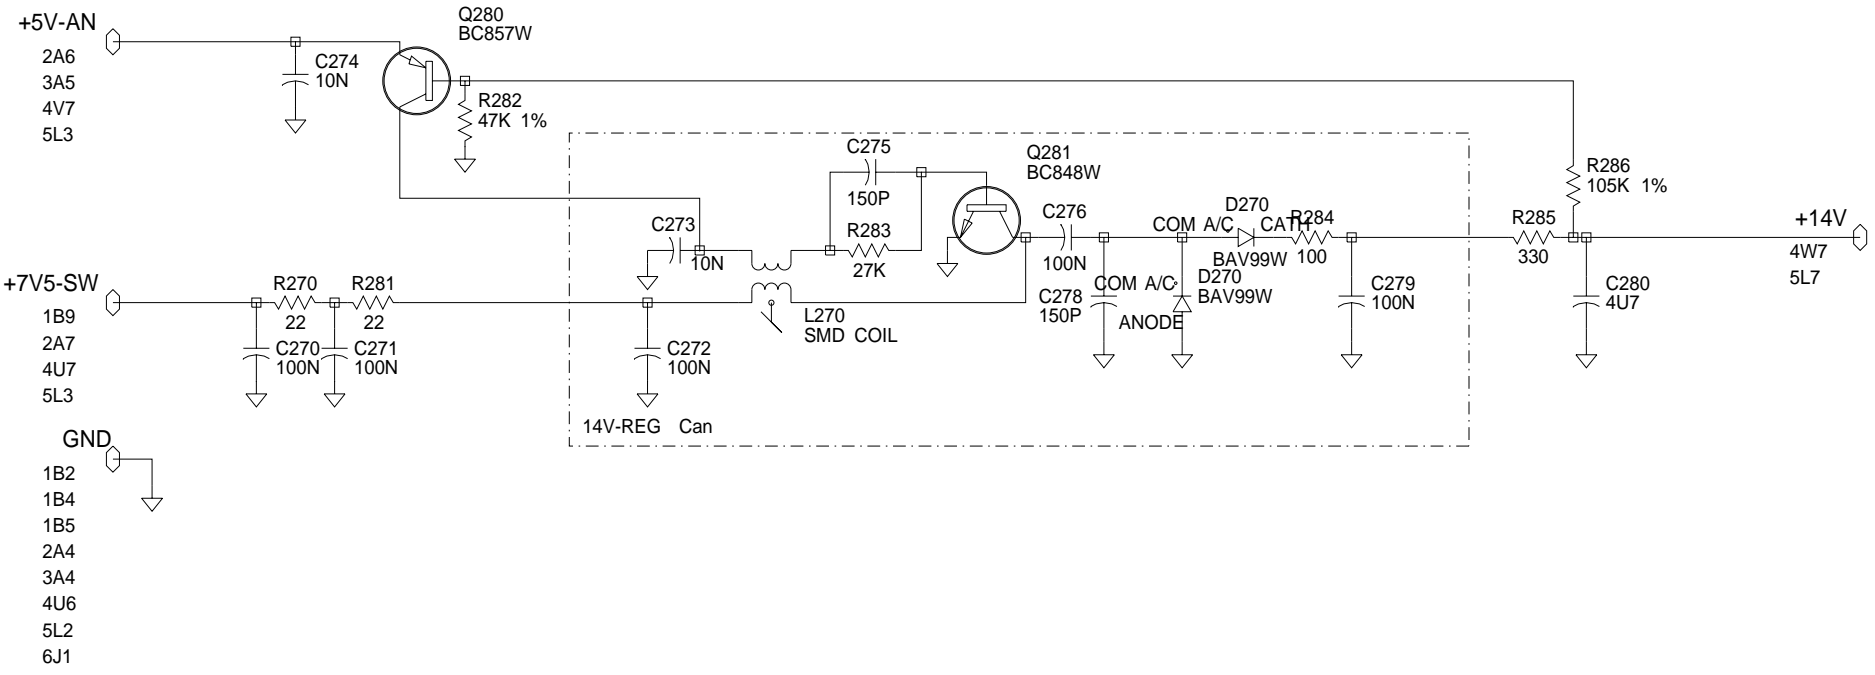 +5V-AN
2A6
3A5
4V7
5L3
C274
10N
Q280
BC857W
R282
47K 1%
C275
150P
Q281
BC848W
R286
105K 1%
C273
10N
R283
27K
C276
100N
COM A/C
D270
CATH
BAV99W
R284
100
R285
330
+14V
4W7
5L7
+7V5-SW
1B9
2A7
4U7
5L3
R270
22
R281
22
C270
100N
C271
100N
C272
100N
L270
SMD COIL
C278
150P
COM A/C
D270
BAV99W
ANODE
C279
100N
C280
4U7
14V-REG Can
GND
1B2
1B4
1B5
2A4
3A4
4U6
5L2
6J1